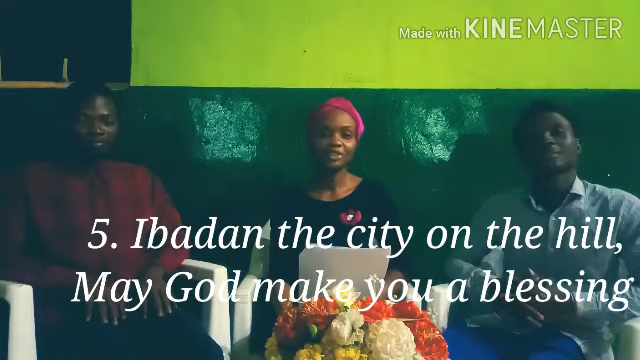 Made with KINEMASTER
5. Ibadan the city on the hill,
May God make you a blessing